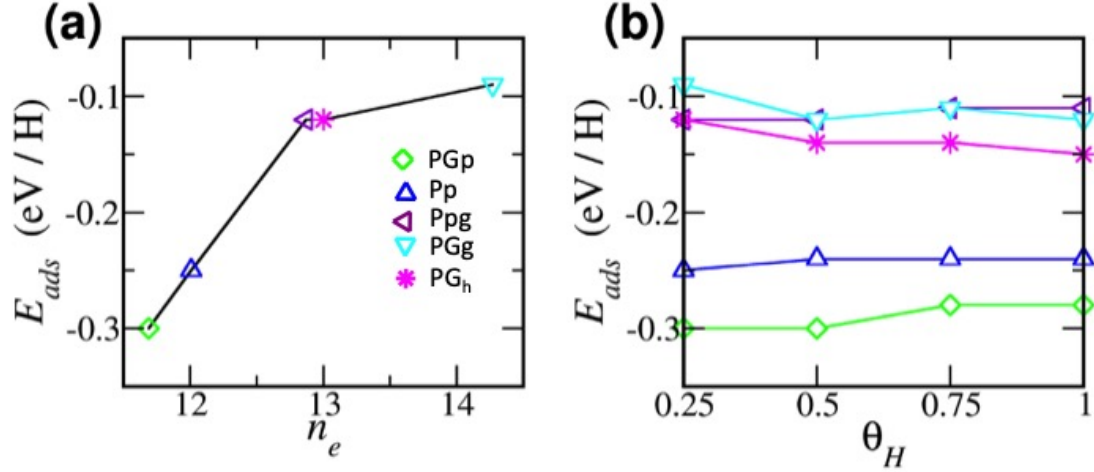 (a)
-0.1
-0.2
-0.3
E_ads (eV / H)
PGp
Pp
Ppg
PGg
PG_h
12 13 14
n_e
(b)
-0.1
-0.2
-0.3
E_ads (eV / H)
0.25 0.5 0.75 1
θ_H